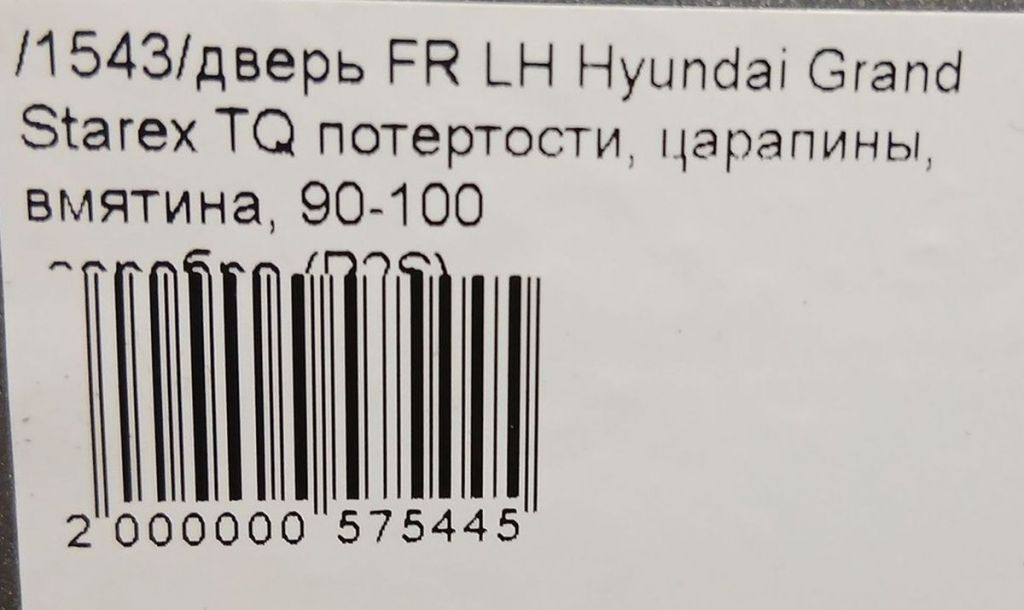 /1543/дверь FR LH Hyundai Grand
Starex TQ потертости, царапины,
вмятина, 90-100
2 000000 575445